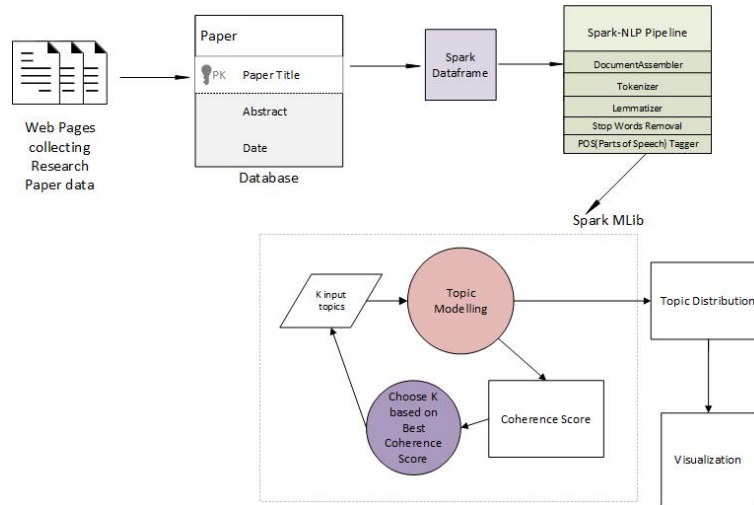 Web Pages
collecting
Research
Paper data
Paper
PK Paper Title
Abstract
Date
Database
Spark
Dataframe
Spark-NLP Pipeline
DocumentAssembler
Tokenizer
Lemmatizer
Stop Words Removal
POS(Parts of Speech) Tagger
Spark MLib
K input
topics
Topic
Modelling
Choose K
based on
Best
Coherence
Score
Coherence Score
Topic Distribution
Visualization